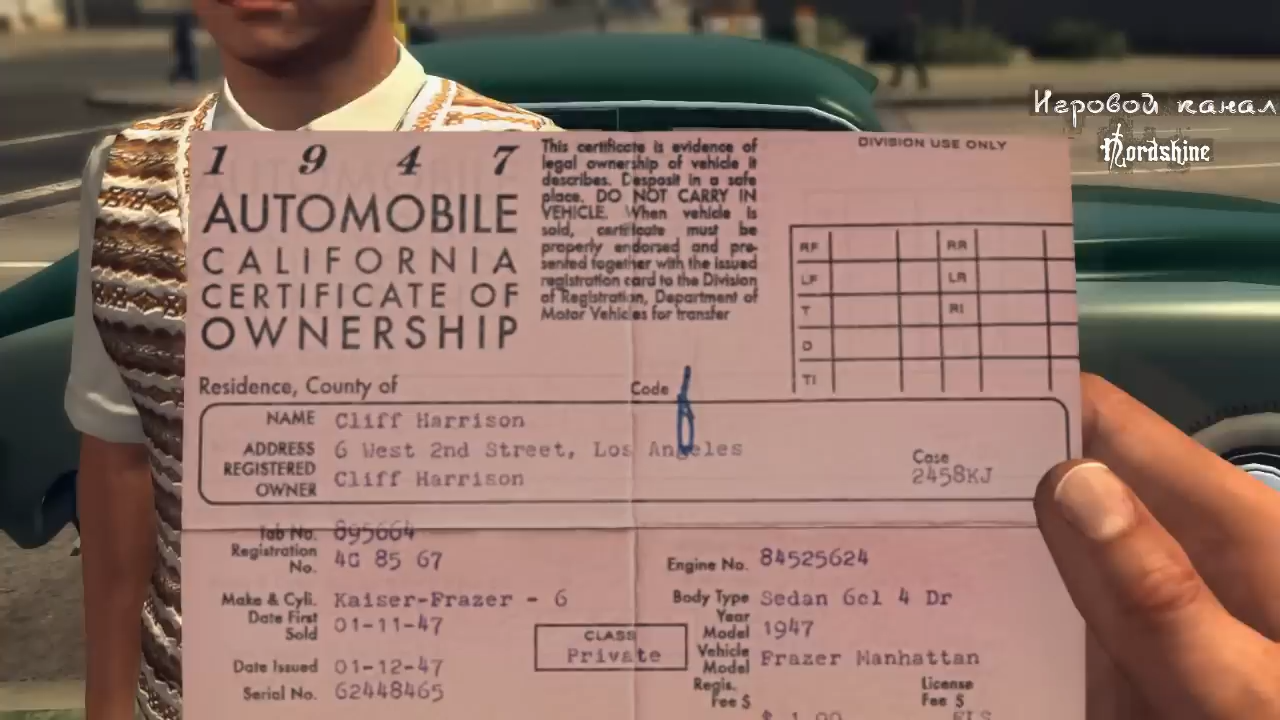 Игровой канал
Nordshine
1 9 4 7
AUTOMOBILE
CALIFORNIA
CERTIFICATE OF
OWNERSHIP
This certificate is evidence of
legal ownership of vehicle it
describes. Desposit in a safe
place. DO NOT CARRY IN
VEHICLE. When vehicle is
sold, certificate must be
properly endorsed and pre-
sented together with the issued
registration card to the Division
of Registration, Department of
Motor Vehicles for transfer
DIVISION USE ONLY
RF RR
LF LR
T RI
D
TI
Residence, County of
Code
NAME Cliff Harrison
ADDRESS 6 West 2nd Street, Los Angeles
REGISTERED OWNER Cliff Harrison
Case
2458KJ
Tab No. 895664
Registration No. 4G 85 67
Make & Cyli. Kaiser-Frazer - 6
Date First Sold 01-11-47
Date Issued 01-12-47
Serial No. 62448465
CLASS
Private
Engine No. 84525624
Body Type Sedan 6cl 4 Dr
Year Model 1947
Vehicle Model Frazer Manhattan
Regis. Fee $
License Fee $